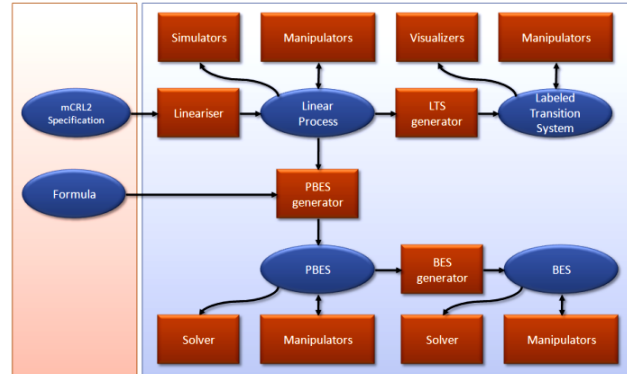 Simulators
Manipulators
Visualizers
Manipulators
mCRL2
Specification
Lineariser
Linear
Process
LTS
generator
Labeled
Transition
System
Formula
PBES
generator
PBES
BES
generator
BES
Solver
Manipulators
Solver
Manipulators